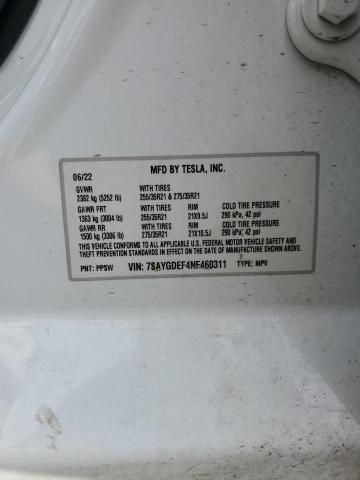 MFD BY TESLA, INC.
06/22
GVWR WITH TIRES
2382 kg (5252 lb) 255/35R21 & 275/35R21
GAWR FRT WITH TIRES RIM COLD TIRE PRESSURE
1363 kg (3004 lb) 255/35R21 21X9.5J 290 kPa, 42 psi
GAWR RR WITH TIRES RIM COLD TIRE PRESSURE
1500 kg (3306 lb) 275/35R21 21X10.5J 290 kPa, 42 psi
THIS VEHICLE CONFORMS TO ALL APPLICABLE U.S. FEDERAL MOTOR
VEHICLE SAFETY AND THEFT PREVENTION STANDARDS IN EFFECT ON THE
DATE OF MANUFACTURE SHOWN ABOVE.
PNT: PPSW VIN: 7SAYGDEF4NF460311 TYPE: MPV